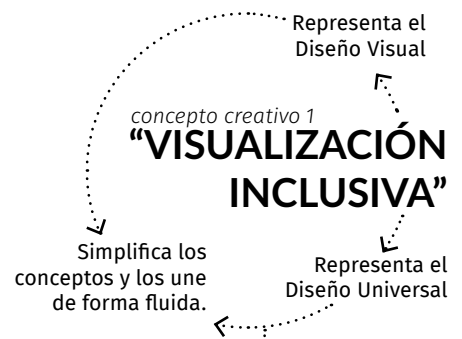 Representa el
Diseño Visual
concepto creativo 1
“VISUALIZACIÓN
INCLUSIVA”
Simplifica los
conceptos y los une
de forma fluida.
Representa el
Diseño Universal